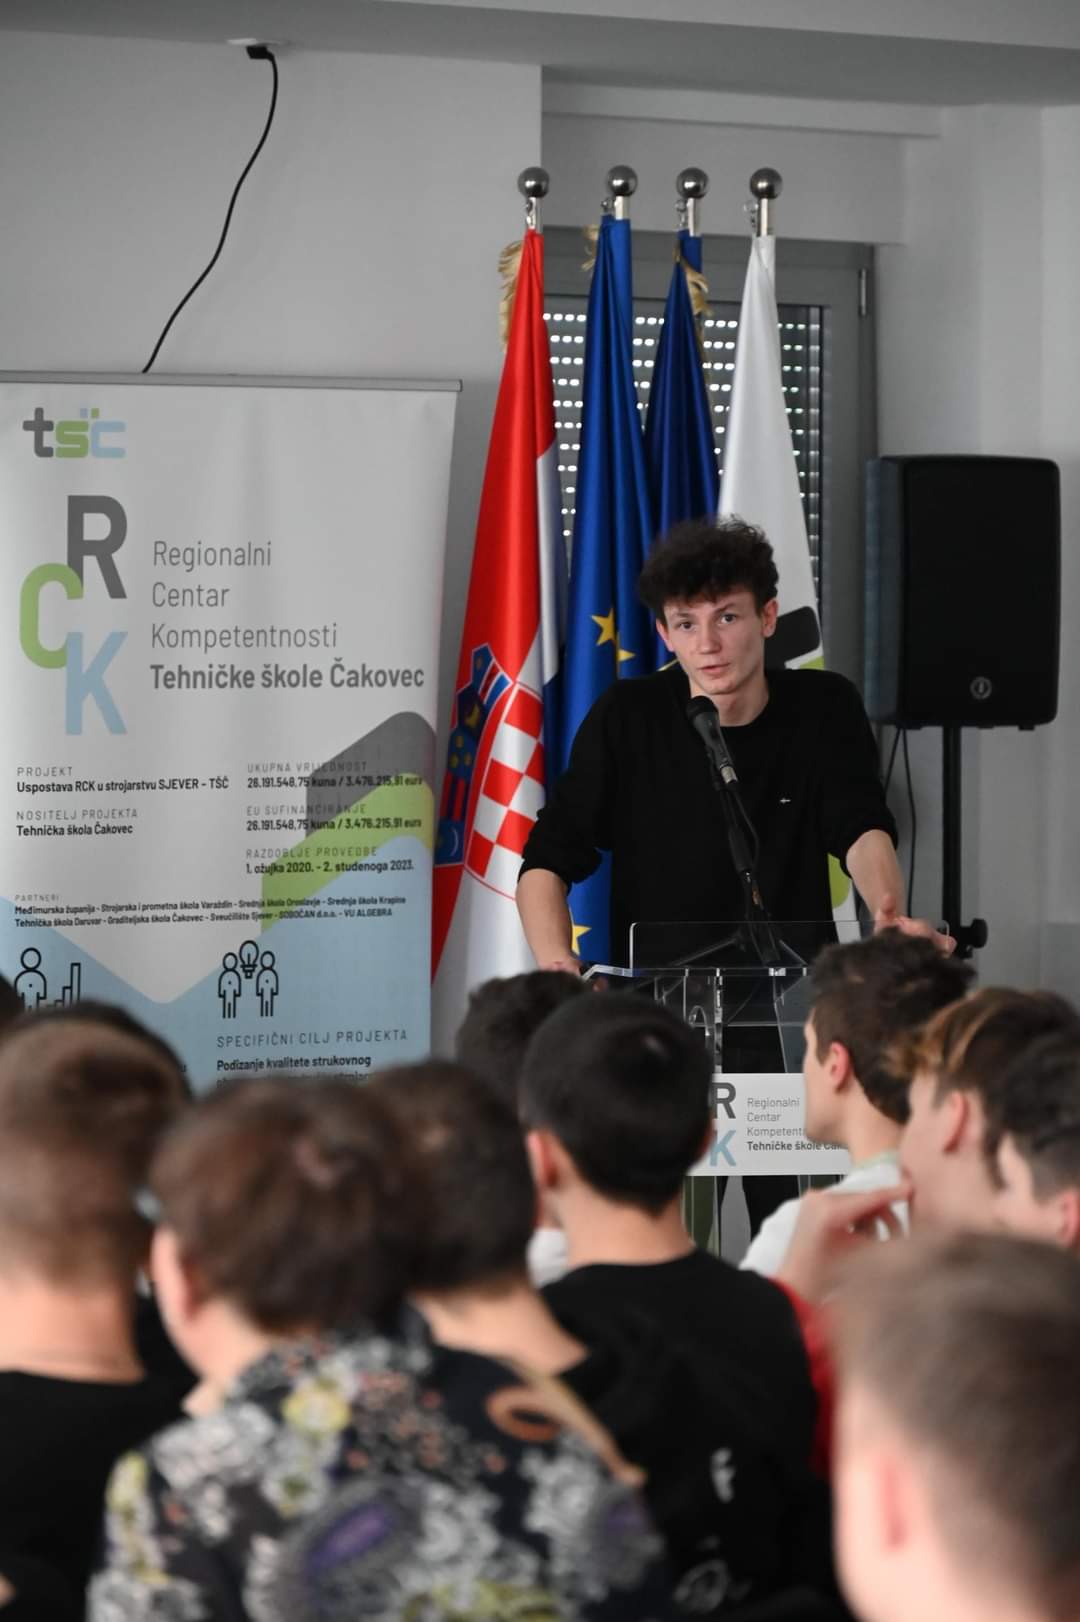 tšč
RCK
Regionalni
Centar
Kompetentnosti
Tehničke škole Čakovec
PROJEKT
Uspostava RCK u strojarstvu SJEVER - TŠČ
NOSITELJ PROJEKTA
Tehnička škola Čakovec
UKUPNA VRIJEDNOST
26.191.548,75 kuna / 3.476.215,91 eura
EU SUFINANCIRANJE
26.191.548,75 kuna / 3.476.215,91 eura
RAZDOBLJE PROVEDBE
1. ožujka 2020. - 2. studenoga 2023.
PARTNERI
Međimurska županija - Strojarska i prometna škola Varaždin - Srednja škola Oroslavje - Srednja škola Krapina
Tehnička škola Daruvar - Graditeljska škola Čakovec - Sveučilište Sjever - SOBOČAN d.o.o. - VU ALGEBRA
SPECIFIČNI CILJ PROJEKTA
Podizanje kvalitete strukovnog
R
K
Regionalni
Centar
Kompetent
Tehničke škole